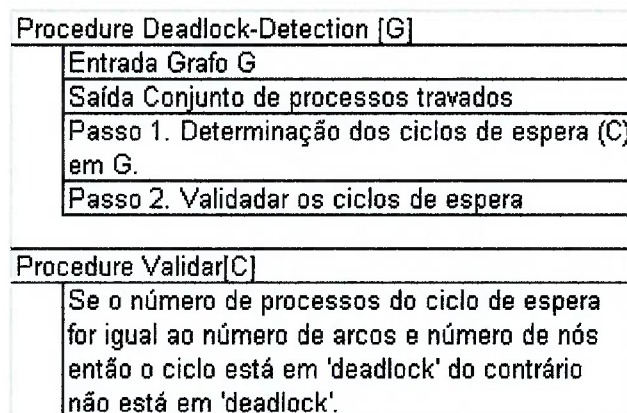 Procedure Deadlock-Detection [G]
Entrada Grafo G
Saída Conjunto de processos travados
Passo 1. Determinação dos ciclos de espera (C)
em G.
Passo 2. Validadar os ciclos de espera
Procedure Validar[C]
Se o número de processos do ciclo de espera
for igual ao número de arcos e número de nós
então o ciclo está em 'deadlock' do contrário
não está em 'deadlock'.